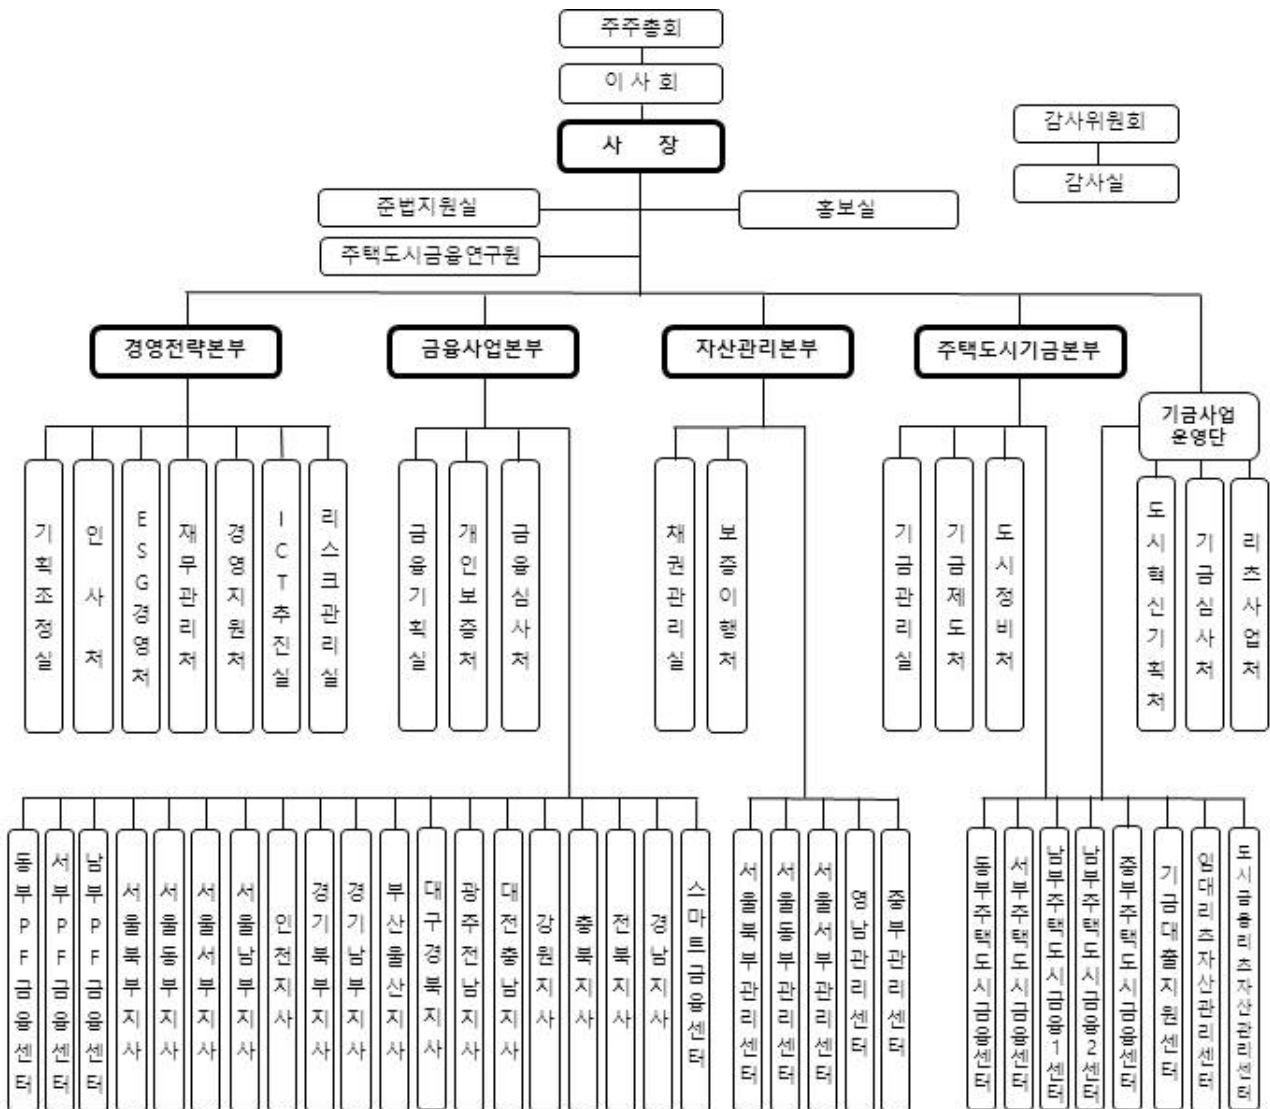 주주총회
이 사 회
사 장
감사위원회
감사실
준법지원실
홍보실
주택도시금융연구원
경영전략본부
금융사업본부
자산관리본부
주택도시기금본부
기금사업
운영단
기획조정실
인사처
ESG경영처
재무관리처
경영지원처
ICT추진실
리스크관리실
금융기획실
개인보증처
금융심사처
채권관리실
보증이행처
기금관리실
기금제도처
도시정비처
도시혁신기획처
기금심사처
리츠사업처
동부PF금융센터
서부PF금융센터
남부PF금융센터
서울북부지사
서울동부지사
서울서부지사
서울남부지사
인천지사
경기북부지사
경기남부지사
부산울산지사
대구경북지사
광주전남지사
대전충남지사
강원지사
충북지사
전북지사
경남지사
스마트금융센터
서울북부관리센터
서울동부관리센터
서울서부관리센터
영남관리센터
중부관리센터
동부주택도시금융센터
서부주택도시금융센터
남부주택도시금융1센터
남부주택도시금융2센터
중부주택도시금융센터
기금대출지원센터
임대리츠자산관리센터
도시금융리츠자산관리센터